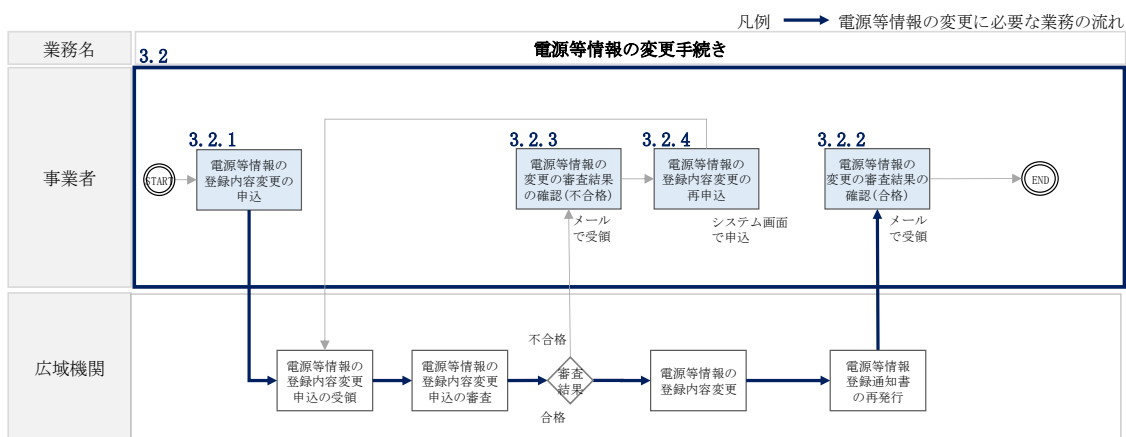 凡例 電源等情報の変更に必要な業務の流れ
業務名
電源等情報の変更手続き
3.2
事業者
START
3.2.1
電源等情報の
登録内容変更の
申込
3.2.3
電源等情報の
変更の審査結果
の確認(不合格)
メール
で受領
3.2.4
電源等情報の
登録内容変更の
再申込
システム画面
で申込
3.2.2
電源等情報の
変更の審査結果の
確認(合格)
メール
で受領
END
広域機関
電源等情報の
登録内容変更
申込の受領
電源等情報の
登録内容変更
申込の審査
不合格
審査
結果
合格
電源等情報の
登録内容変更
電源等情報
登録通知書
の再発行